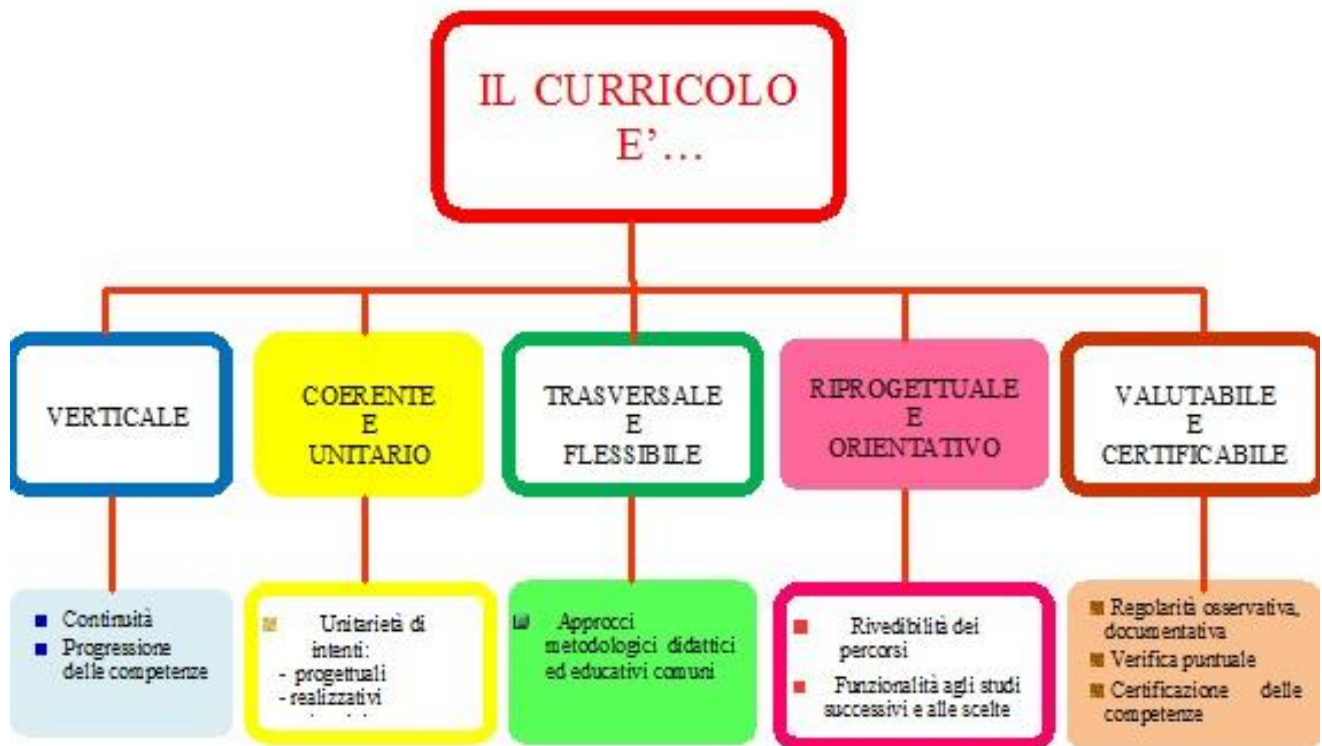 IL CURRICOLO
E'…
VERTICALE
COERENTE
E
UNITARIO
TRASVERSALE
E
FLESSIBILE
RIPROGETTUALE
E
ORIENTATIVO
VALUTABILE
E
CERTIFICABILE
Continuità
Progressione
delle competenze
Unitarietà di
intenti:
- progettuali
- realizzativi
Approcci
metodologici didattici
ed educativi comuni
Rivedibilità dei
percorsi
Funzionalità agli studi
successivi e alle scelte
Regolarità osservativa,
documentativa
Verifica puntuale
Certificazione delle
competenze